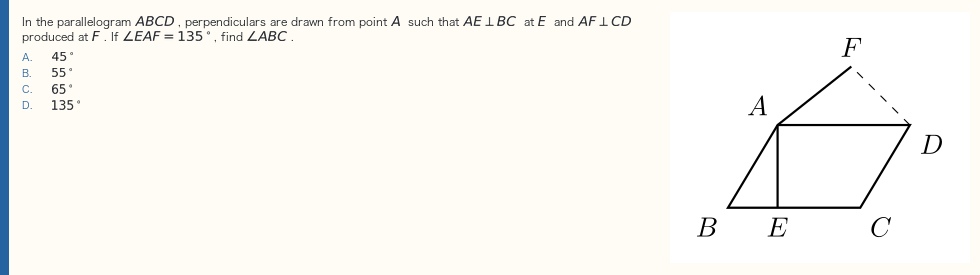 In the parallelogram ABCD , perpendiculars are drawn from point A such that AE ⊥ BC at E and AF ⊥ CD
produced at F . If ∠EAF = 135 ° , find ∠ABC .
A. 45 °
B. 55 °
C. 65 °
D. 135 °
F
A
D
B E C